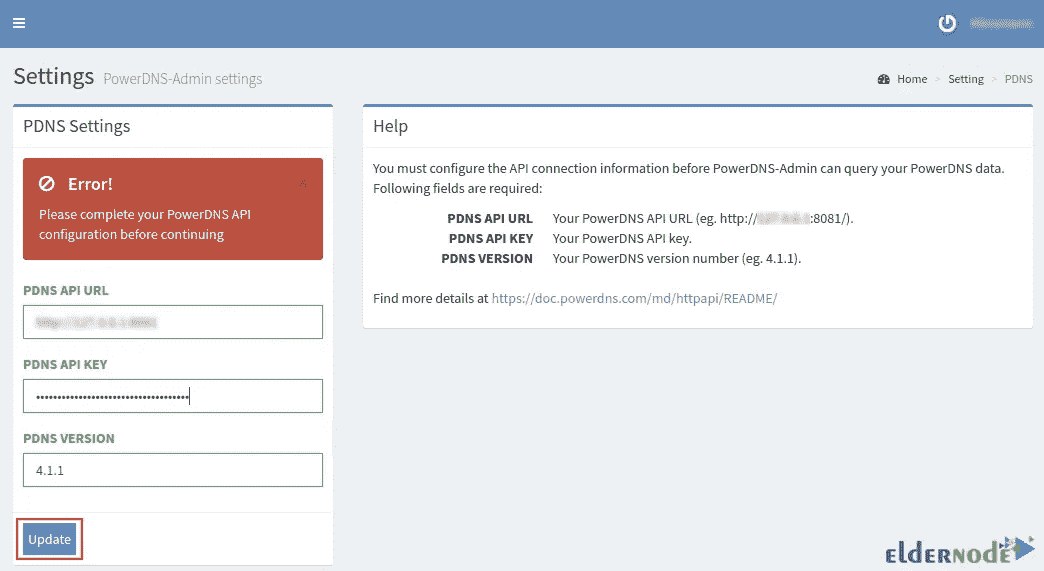 Settings PowerDNS-Admin settings
Home > Setting > PDNS
PDNS Settings
Error!
Please complete your PowerDNS API
configuration before continuing
PDNS API URL
PDNS API KEY
••••••••••••••••••••••••••••••••••••
PDNS VERSION
4.1.1
Update
Help
You must configure the API connection information before PowerDNS-Admin can query your PowerDNS data.
Following fields are required:
PDNS API URL Your PowerDNS API URL (eg. http:// :8081/).
PDNS API KEY Your PowerDNS API key.
PDNS VERSION Your PowerDNS version number (eg. 4.1.1).
Find more details at https://doc.powerdns.com/md/httpapi/README/
elderNode